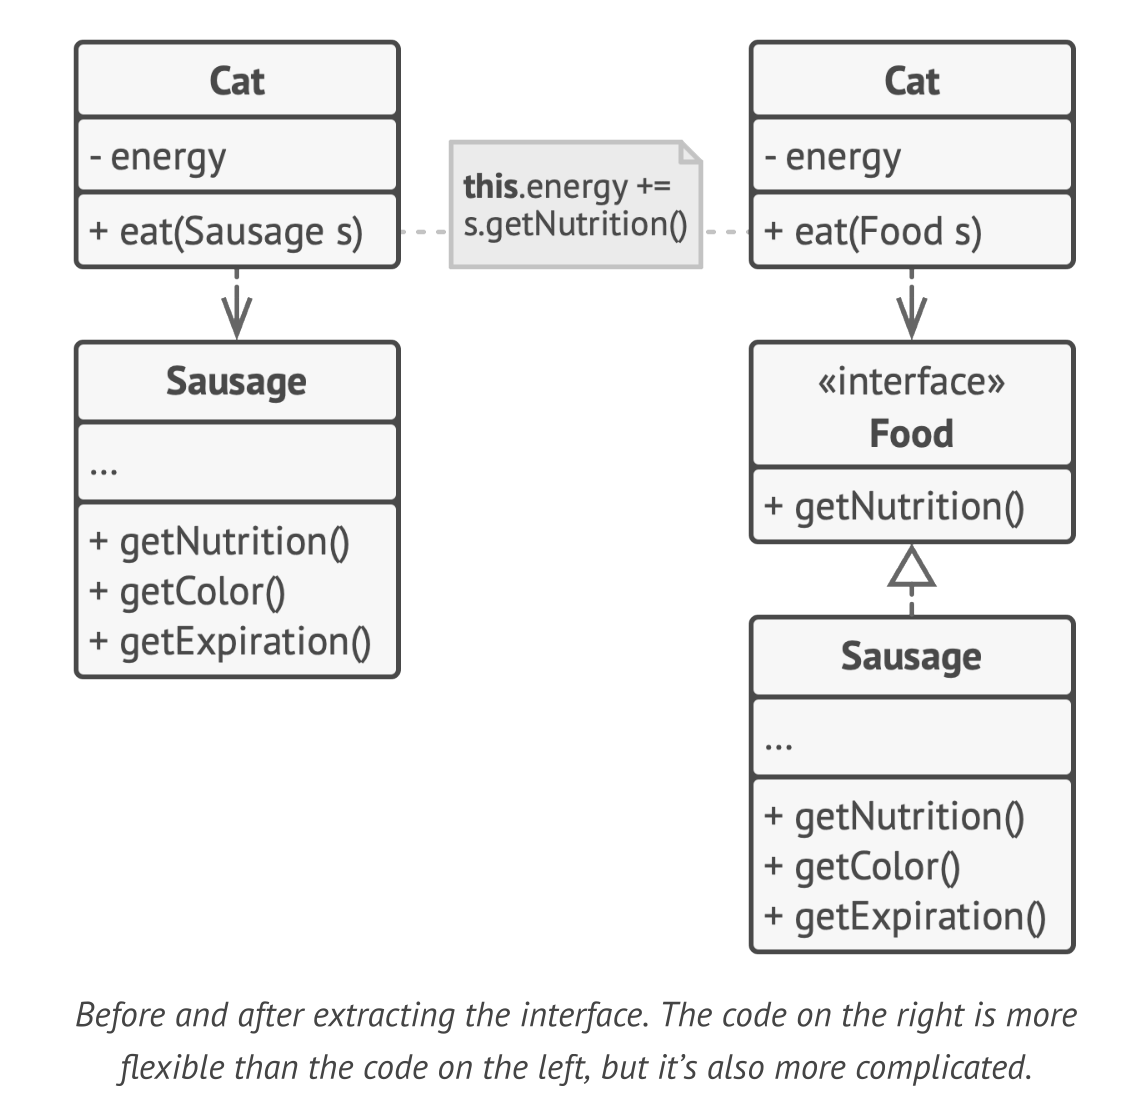 Cat
- energy
+ eat(Sausage s)
this.energy +=
s.getNutrition()
Cat
- energy
+ eat(Food s)
Sausage
...
+ getNutrition()
+ getColor()
+ getExpiration()
«interface»
Food
+ getNutrition()
Sausage
...
+ getNutrition()
+ getColor()
+ getExpiration()
Before and after extracting the interface. The code on the right is more
flexible than the code on the left, but it’s also more complicated.